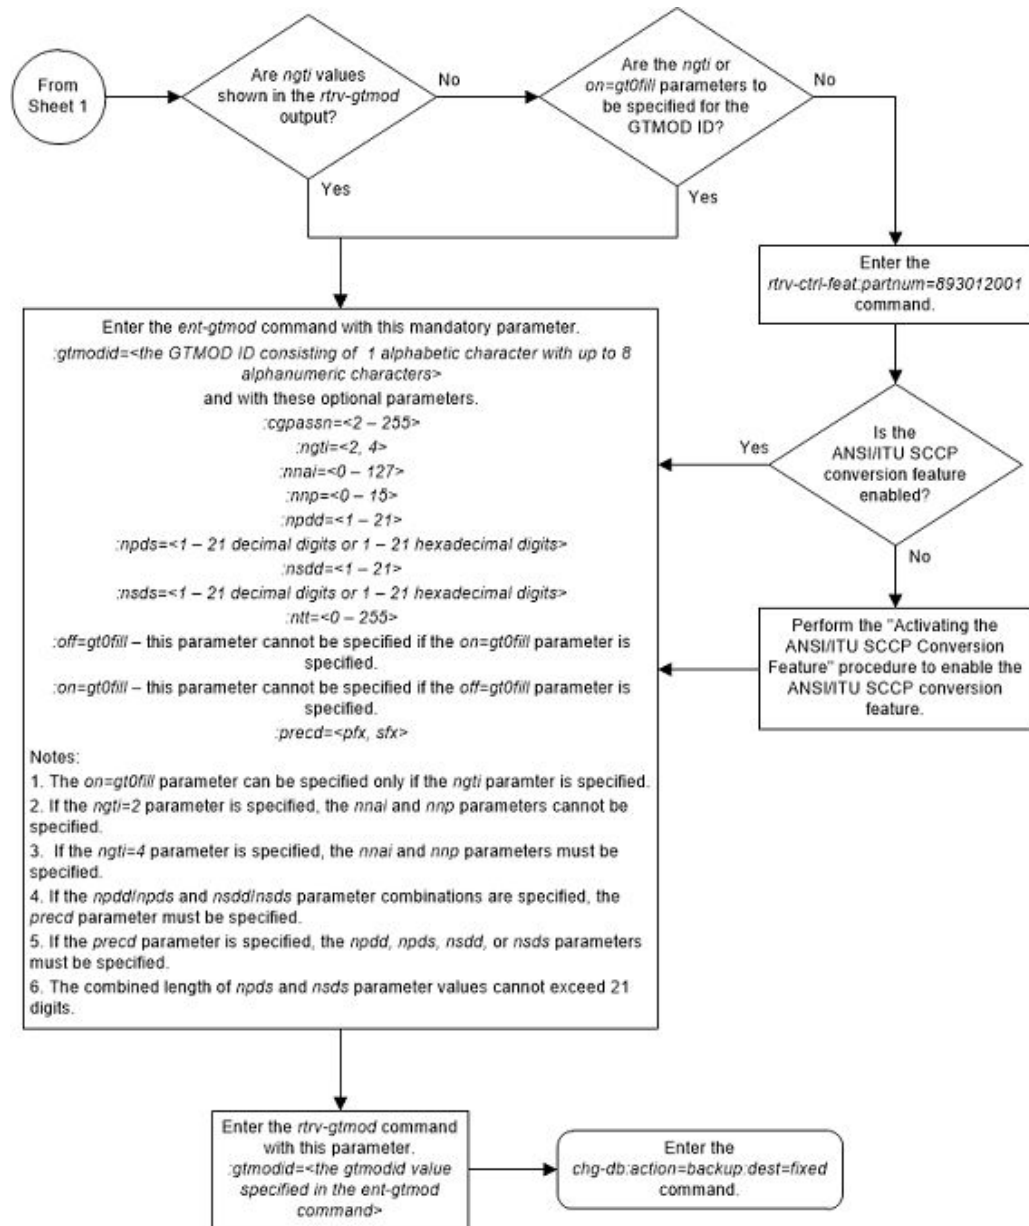 From
Sheet 1
Are ngti values
shown in the rtrv-gtmod
output?
No
Yes
Are the ngti or
on=gt0fill parameters to
be specified for the
GTMOD ID?
No
Yes
Enter the
rtrv-ctrl-feat:partnum=893012001
command.
Is the
ANSI/ITU SCCP
conversion feature
enabled?
Yes
No
Perform the "Activating the
ANSI/ITU SCCP Conversion
Feature" procedure to enable the
ANSI/ITU SCCP conversion
feature.
Enter the ent-gtmod command with this mandatory parameter.
:gtmodid=<the GTMOD ID consisting of 1 alphabetic character with up to 8
alphanumeric characters>
and with these optional parameters.
:cgpassn=<2 – 255>
:ngti=<2, 4>
:nnai=<0 – 127>
:nnp=<0 – 15>
:npdd=<1 – 21>
:npds=<1 – 21 decimal digits or 1 – 21 hexadecimal digits>
:nsdd=<1 – 21>
:nsds=<1 – 21 decimal digits or 1 – 21 hexadecimal digits>
:ntt=<0 – 255>
:off=gt0fill – this parameter cannot be specified if the on=gt0fill parameter is
specified.
:on=gt0fill – this parameter cannot be specified if the off=gt0fill parameter is
specified.
:precd=<pfx, sfx>
Notes:
1. The on=gt0fill parameter can be specified only if the ngti paramter is specified.
2. If the ngti=2 parameter is specified, the nnai and nnp parameters cannot be
specified.
3. If the ngti=4 parameter is specified, the nnai and nnp parameters must be
specified.
4. If the npdd/npds and nsdd/nsds parameter combinations are specified, the
precd parameter must be specified.
5. If the precd parameter is specified, the npdd, npds, nsdd, or nsds parameters
must be specified.
6. The combined length of npds and nsds parameter values cannot exceed 21
digits.
Enter the rtrv-gtmod command
with this parameter.
:gtmodid=<the gtmodid value
specified in the ent-gtmod
command>
Enter the
chg-db:action=backup:dest=fixed
command.